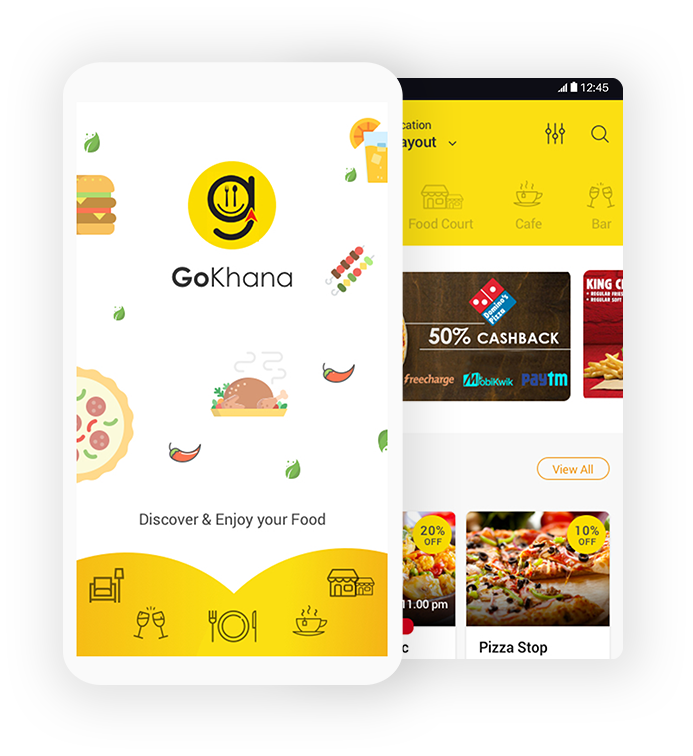 GoKhana
Discover & Enjoy your Food
12:45
cation
ayout
Food Court
Cafe
Bar
Domino's
Pizza
50% CASHBACK
freecharge
MobiKwik
paytm
KING C
• REGULAR FRIES
• REGULAR SOFT
View All
20%
OFF
11.00 pm
c
10%
OFF
Pizza Stop